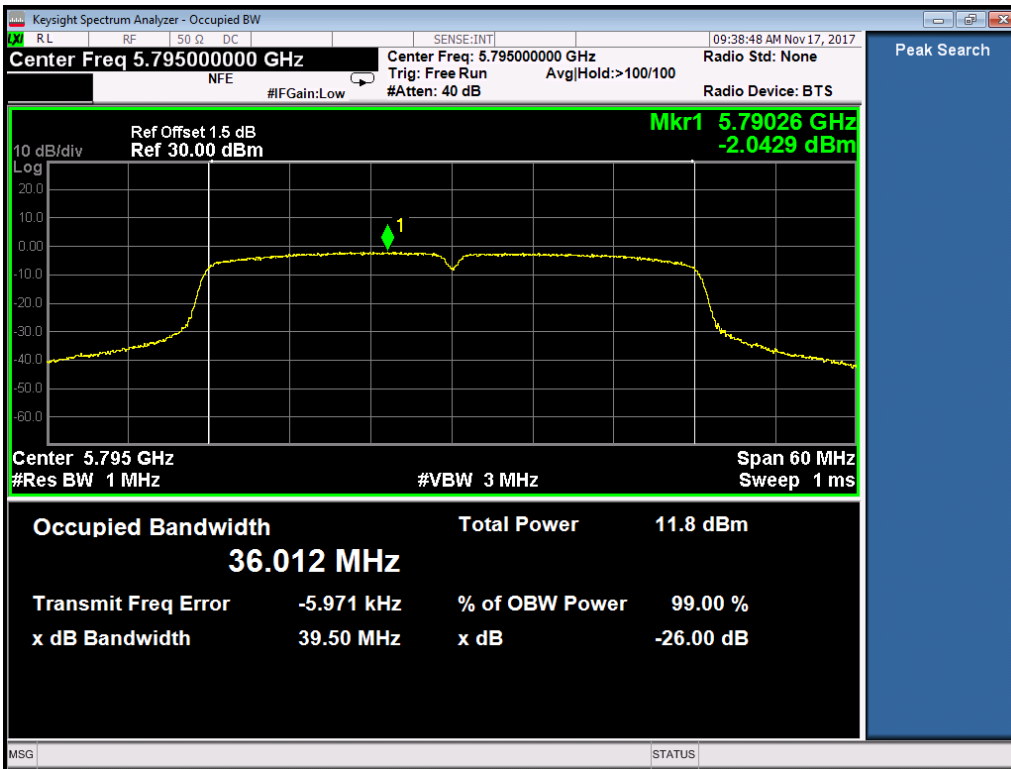 Keysight Spectrum Analyzer - Occupied BW
LXI RL RF 50 Ω DC SENSE:INT 09:38:48 AM Nov 17, 2017
Center Freq 5.795000000 GHz Center Freq: 5.795000000 GHz Radio Std: None
NFE Trig: Free Run Avg|Hold:>100/100
#IFGain:Low #Atten: 40 dB Radio Device: BTS
Peak Search
Ref Offset 1.5 dB Mkr1 5.79026 GHz
10 dB/div Ref 30.00 dBm -2.0429 dBm
Log
20.0
10.0
1
0.00
-10.0
-20.0
-30.0
-40.0
-50.0
-60.0
Center 5.795 GHz Span 60 MHz
#Res BW 1 MHz #VBW 3 MHz Sweep 1 ms
Occupied Bandwidth Total Power 11.8 dBm
36.012 MHz
Transmit Freq Error -5.971 kHz % of OBW Power 99.00 %
x dB Bandwidth 39.50 MHz x dB -26.00 dB
MSG STATUS